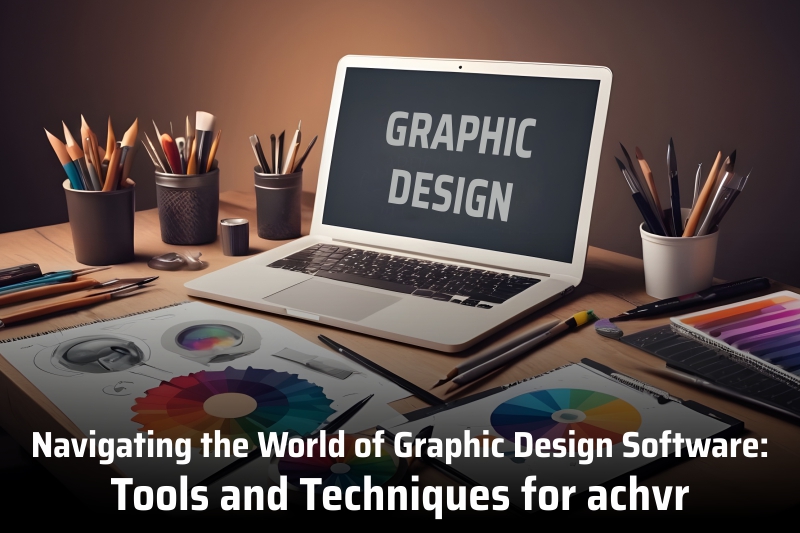 GRAPHIC
DESIGN
Navigating the World of Graphic Design Software:
Tools and Techniques for achvr